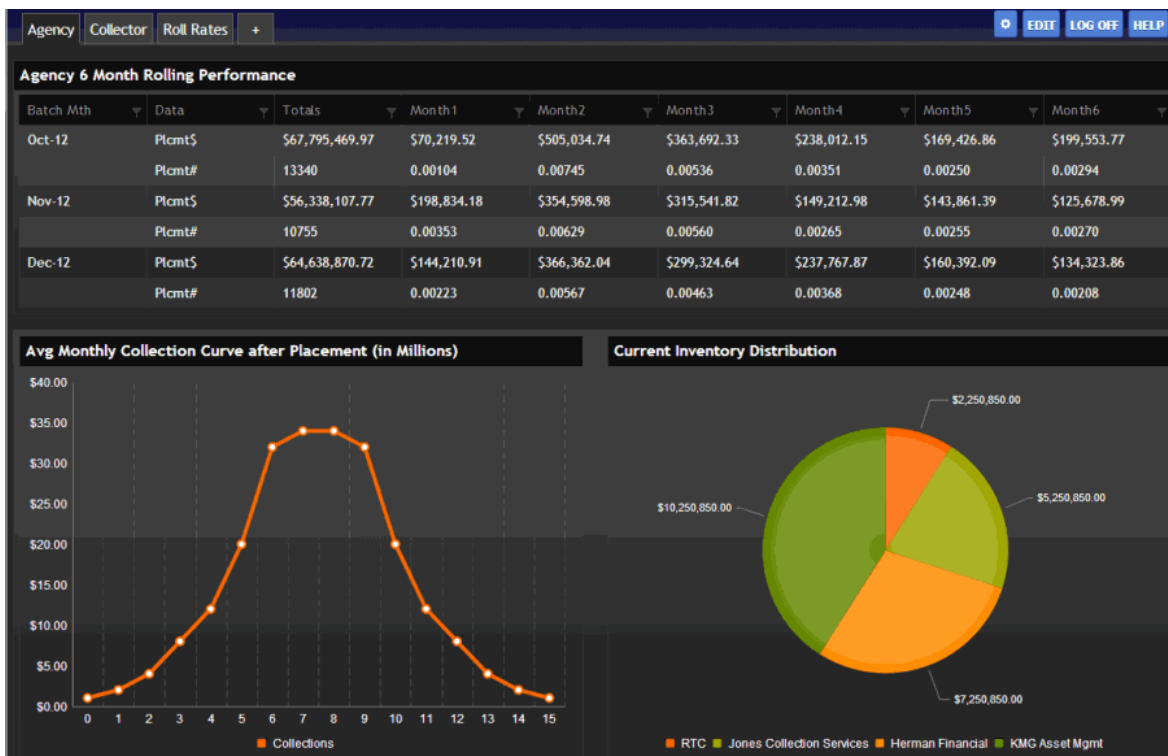 Agency Collector Roll Rates + EDIT LOG OFF HELP
Agency 6 Month Rolling Performance
Batch Mth Data Totals Month1 Month2 Month3 Month4 Month5 Month6
Oct-12 Plcmt$ $67,795,469.97 $70,219.52 $505,034.74 $363,692.33 $238,012.15 $169,426.86 $199,553.77
Plcmt# 13340 0.00104 0.00745 0.00536 0.00351 0.00250 0.00294
Nov-12 Plcmt$ $56,338,107.77 $198,834.18 $354,598.98 $315,541.82 $149,212.98 $143,861.39 $125,678.99
Plcmt# 10755 0.00353 0.00629 0.00560 0.00265 0.00255 0.00270
Dec-12 Plcmt$ $64,638,870.72 $144,210.91 $366,362.04 $299,324.64 $237,767.87 $160,392.09 $134,323.86
Plcmt# 11802 0.00223 0.00567 0.00463 0.00368 0.00248 0.00208
Avg Monthly Collection Curve after Placement (in Millions)
$40.00
$35.00
$30.00
$25.00
$20.00
$15.00
$10.00
$5.00
$0.00
0 1 2 3 4 5 6 7 8 9 10 11 12 13 14 15
Collections
Current Inventory Distribution
$2,250,850.00
$5,250,850.00
$10,250,850.00
$7,250,850.00
RTC Jones Collection Services Herman Financial KMG Asset Mgmt